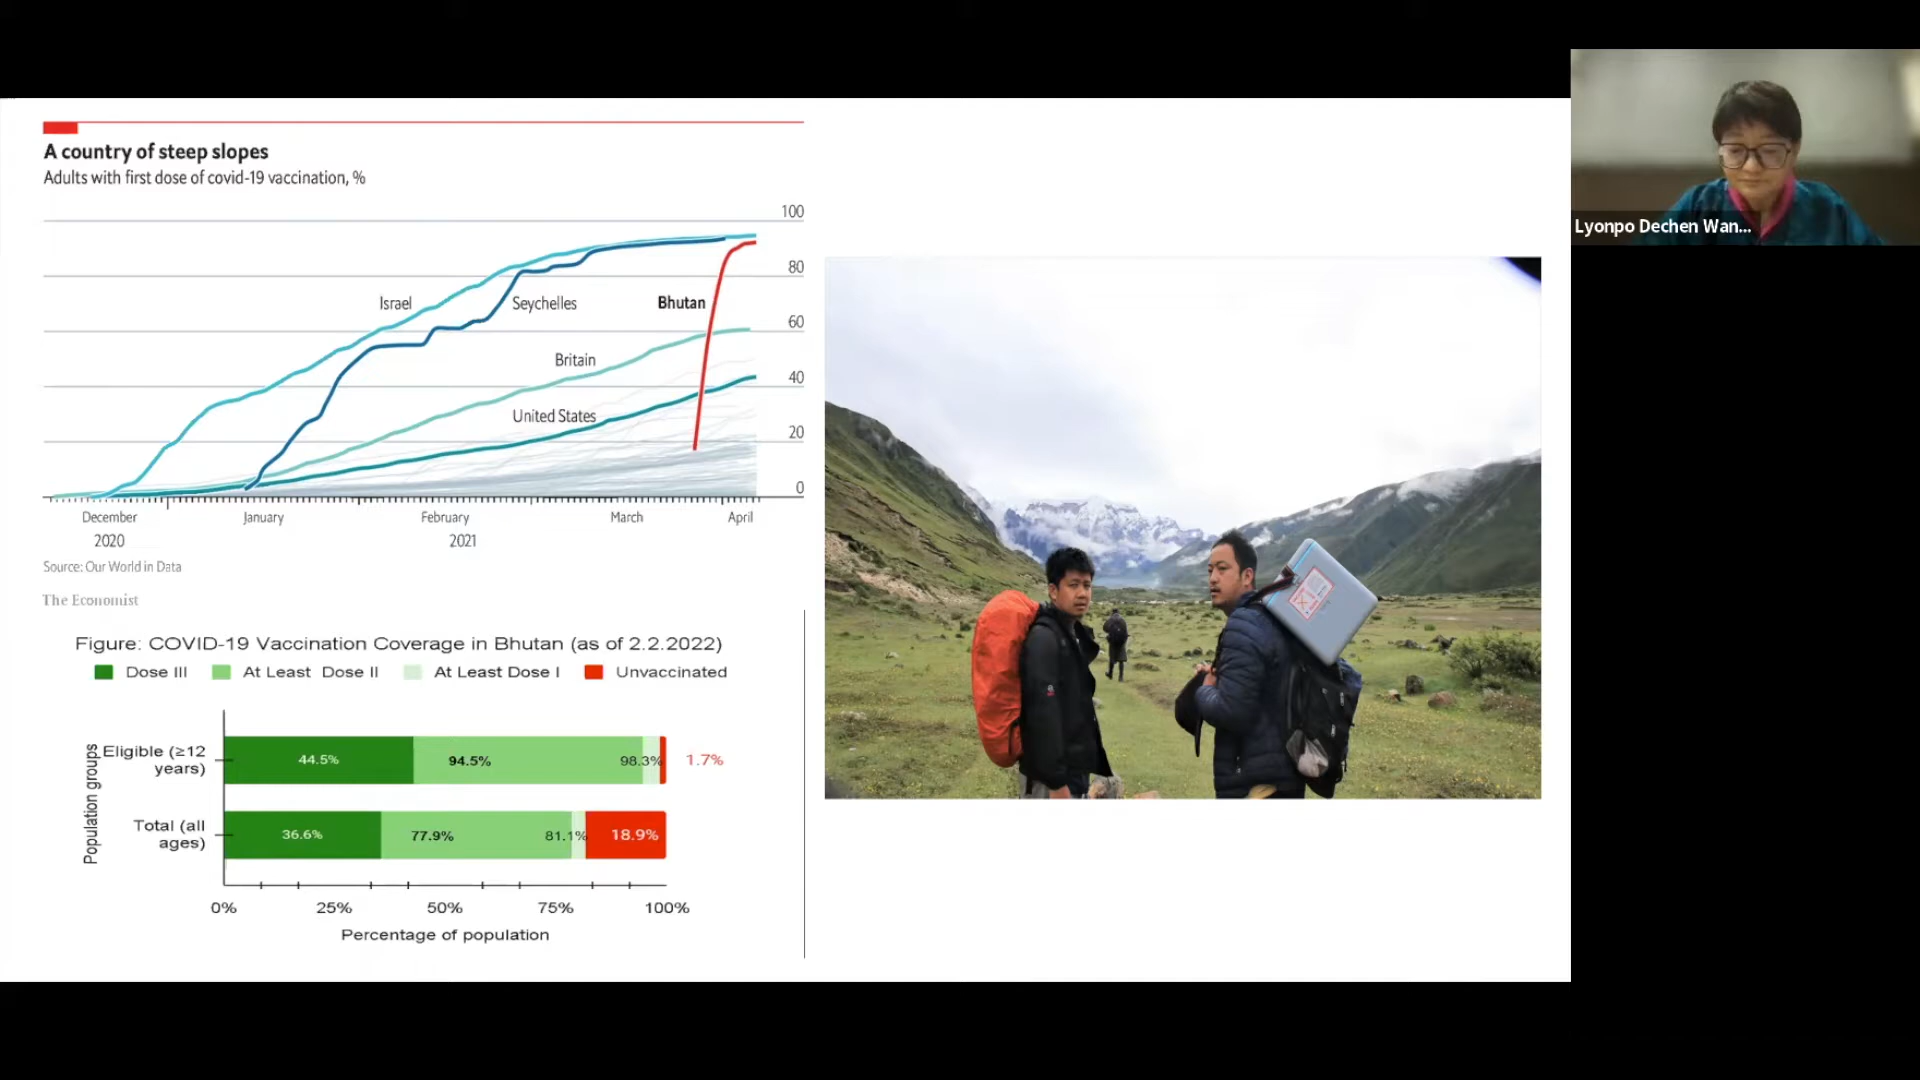 A country of steep slopes
Adults with first dose of covid-19 vaccination, %
100
80
60
40
20
0
Israel
Seychelles
Bhutan
Britain
United States
December
January
February
March
April
2020
2021
Source: Our World in Data
The Economist
Figure: COVID-19 Vaccination Coverage in Bhutan (as of 2.2.2022)
Dose III
At Least Dose II
At Least Dose I
Unvaccinated
Population groups
Eligible (≥12
years)
44.5%
94.5%
98.3%
1.7%
Total (all
ages)
36.6%
77.9%
81.1%
18.9%
0%
25%
50%
75%
100%
Percentage of population
Lyonpo Dechen Wan...